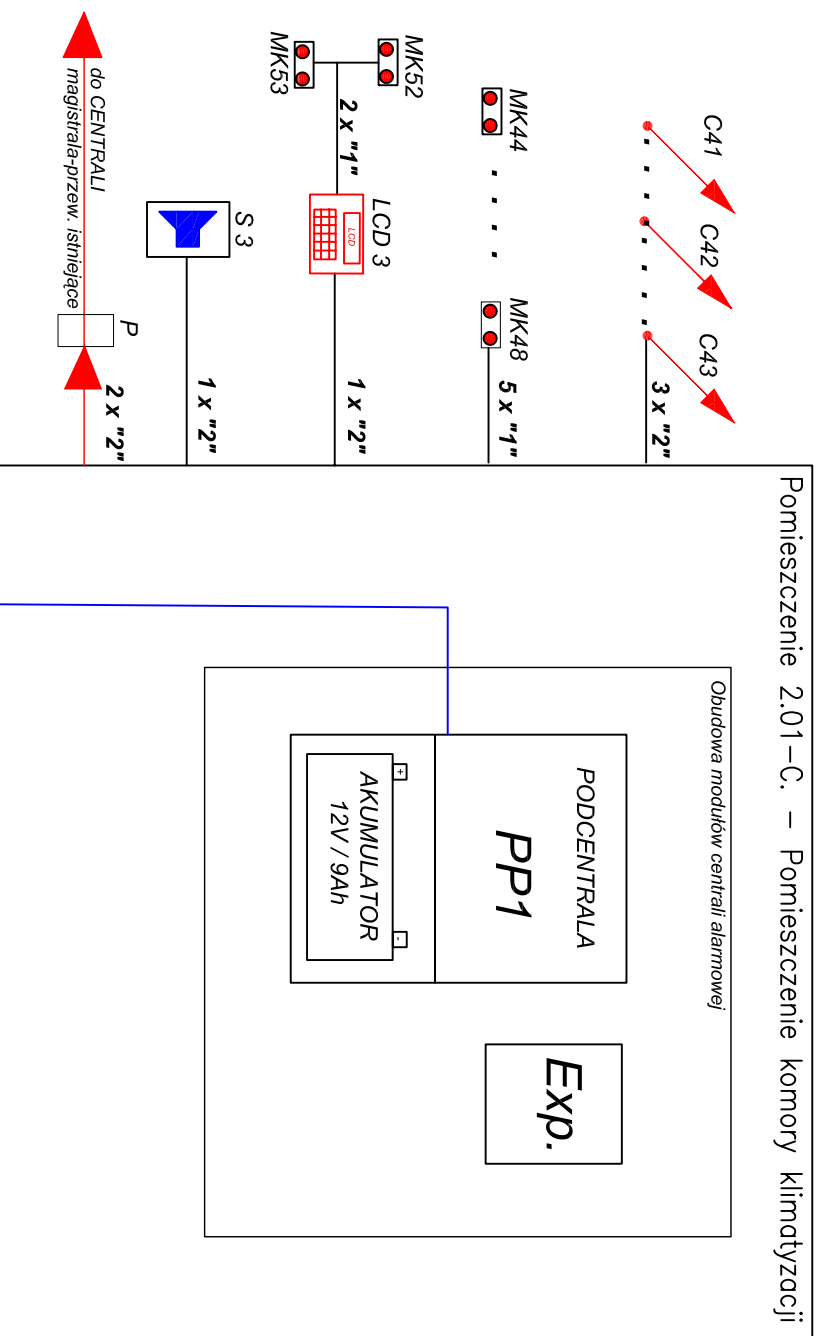 Pomieszczenie 2.01-C. - Pomieszczenie komory klimatyzacji
Obudowa modułów centrali alarmowej
C41
C42
C43
3 x "2"
MK44
MK48
5 x "1"
MK52
MK53
2 x "1"
LCD 3
LCD
1 x "2"
S 3
1 x "2"
do CENTRALI
magistrala-przew. istniejące
P
2 x "2"
PODCENTRALA
PP1
+
-
AKUMULATOR
12V / 9Ah
Exp.